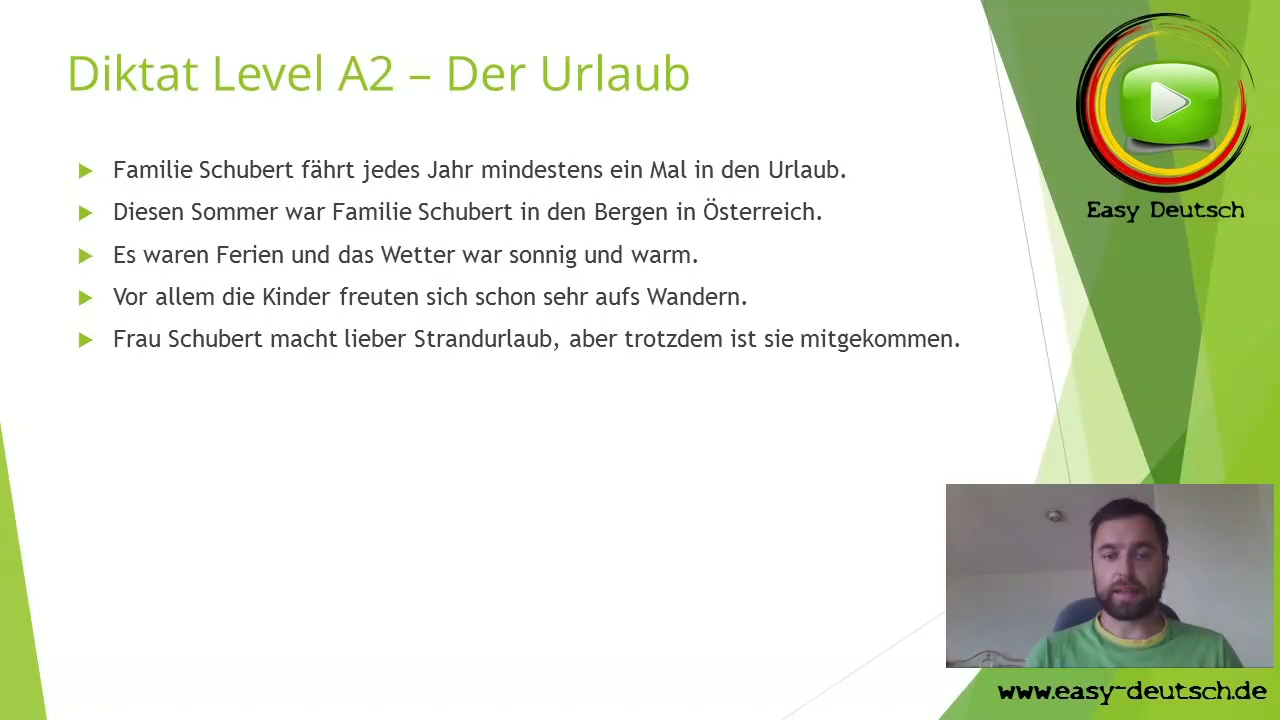 Diktat Level A2 – Der Urlaub
Familie Schubert fährt jedes Jahr mindestens ein Mal in den Urlaub.
Diesen Sommer war Familie Schubert in den Bergen in Österreich.
Es waren Ferien und das Wetter war sonnig und warm.
Vor allem die Kinder freuten sich schon sehr aufs Wandern.
Frau Schubert macht lieber Strandurlaub, aber trotzdem ist sie mitgekommen.
Easy Deutsch
www.easy-deutsch.de